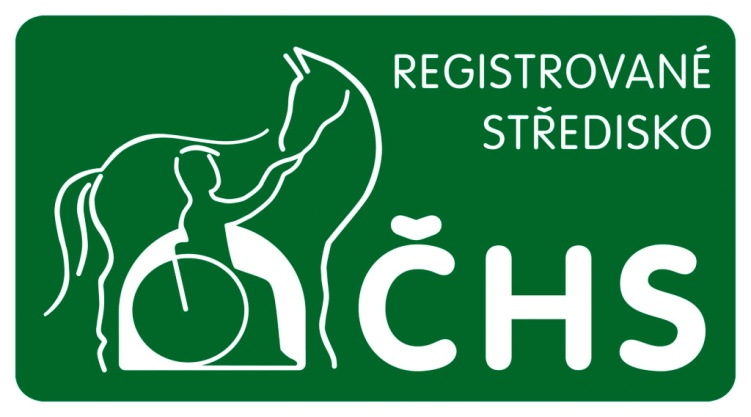 REGISTROVANÉ
STŘEDISKO
ČHS